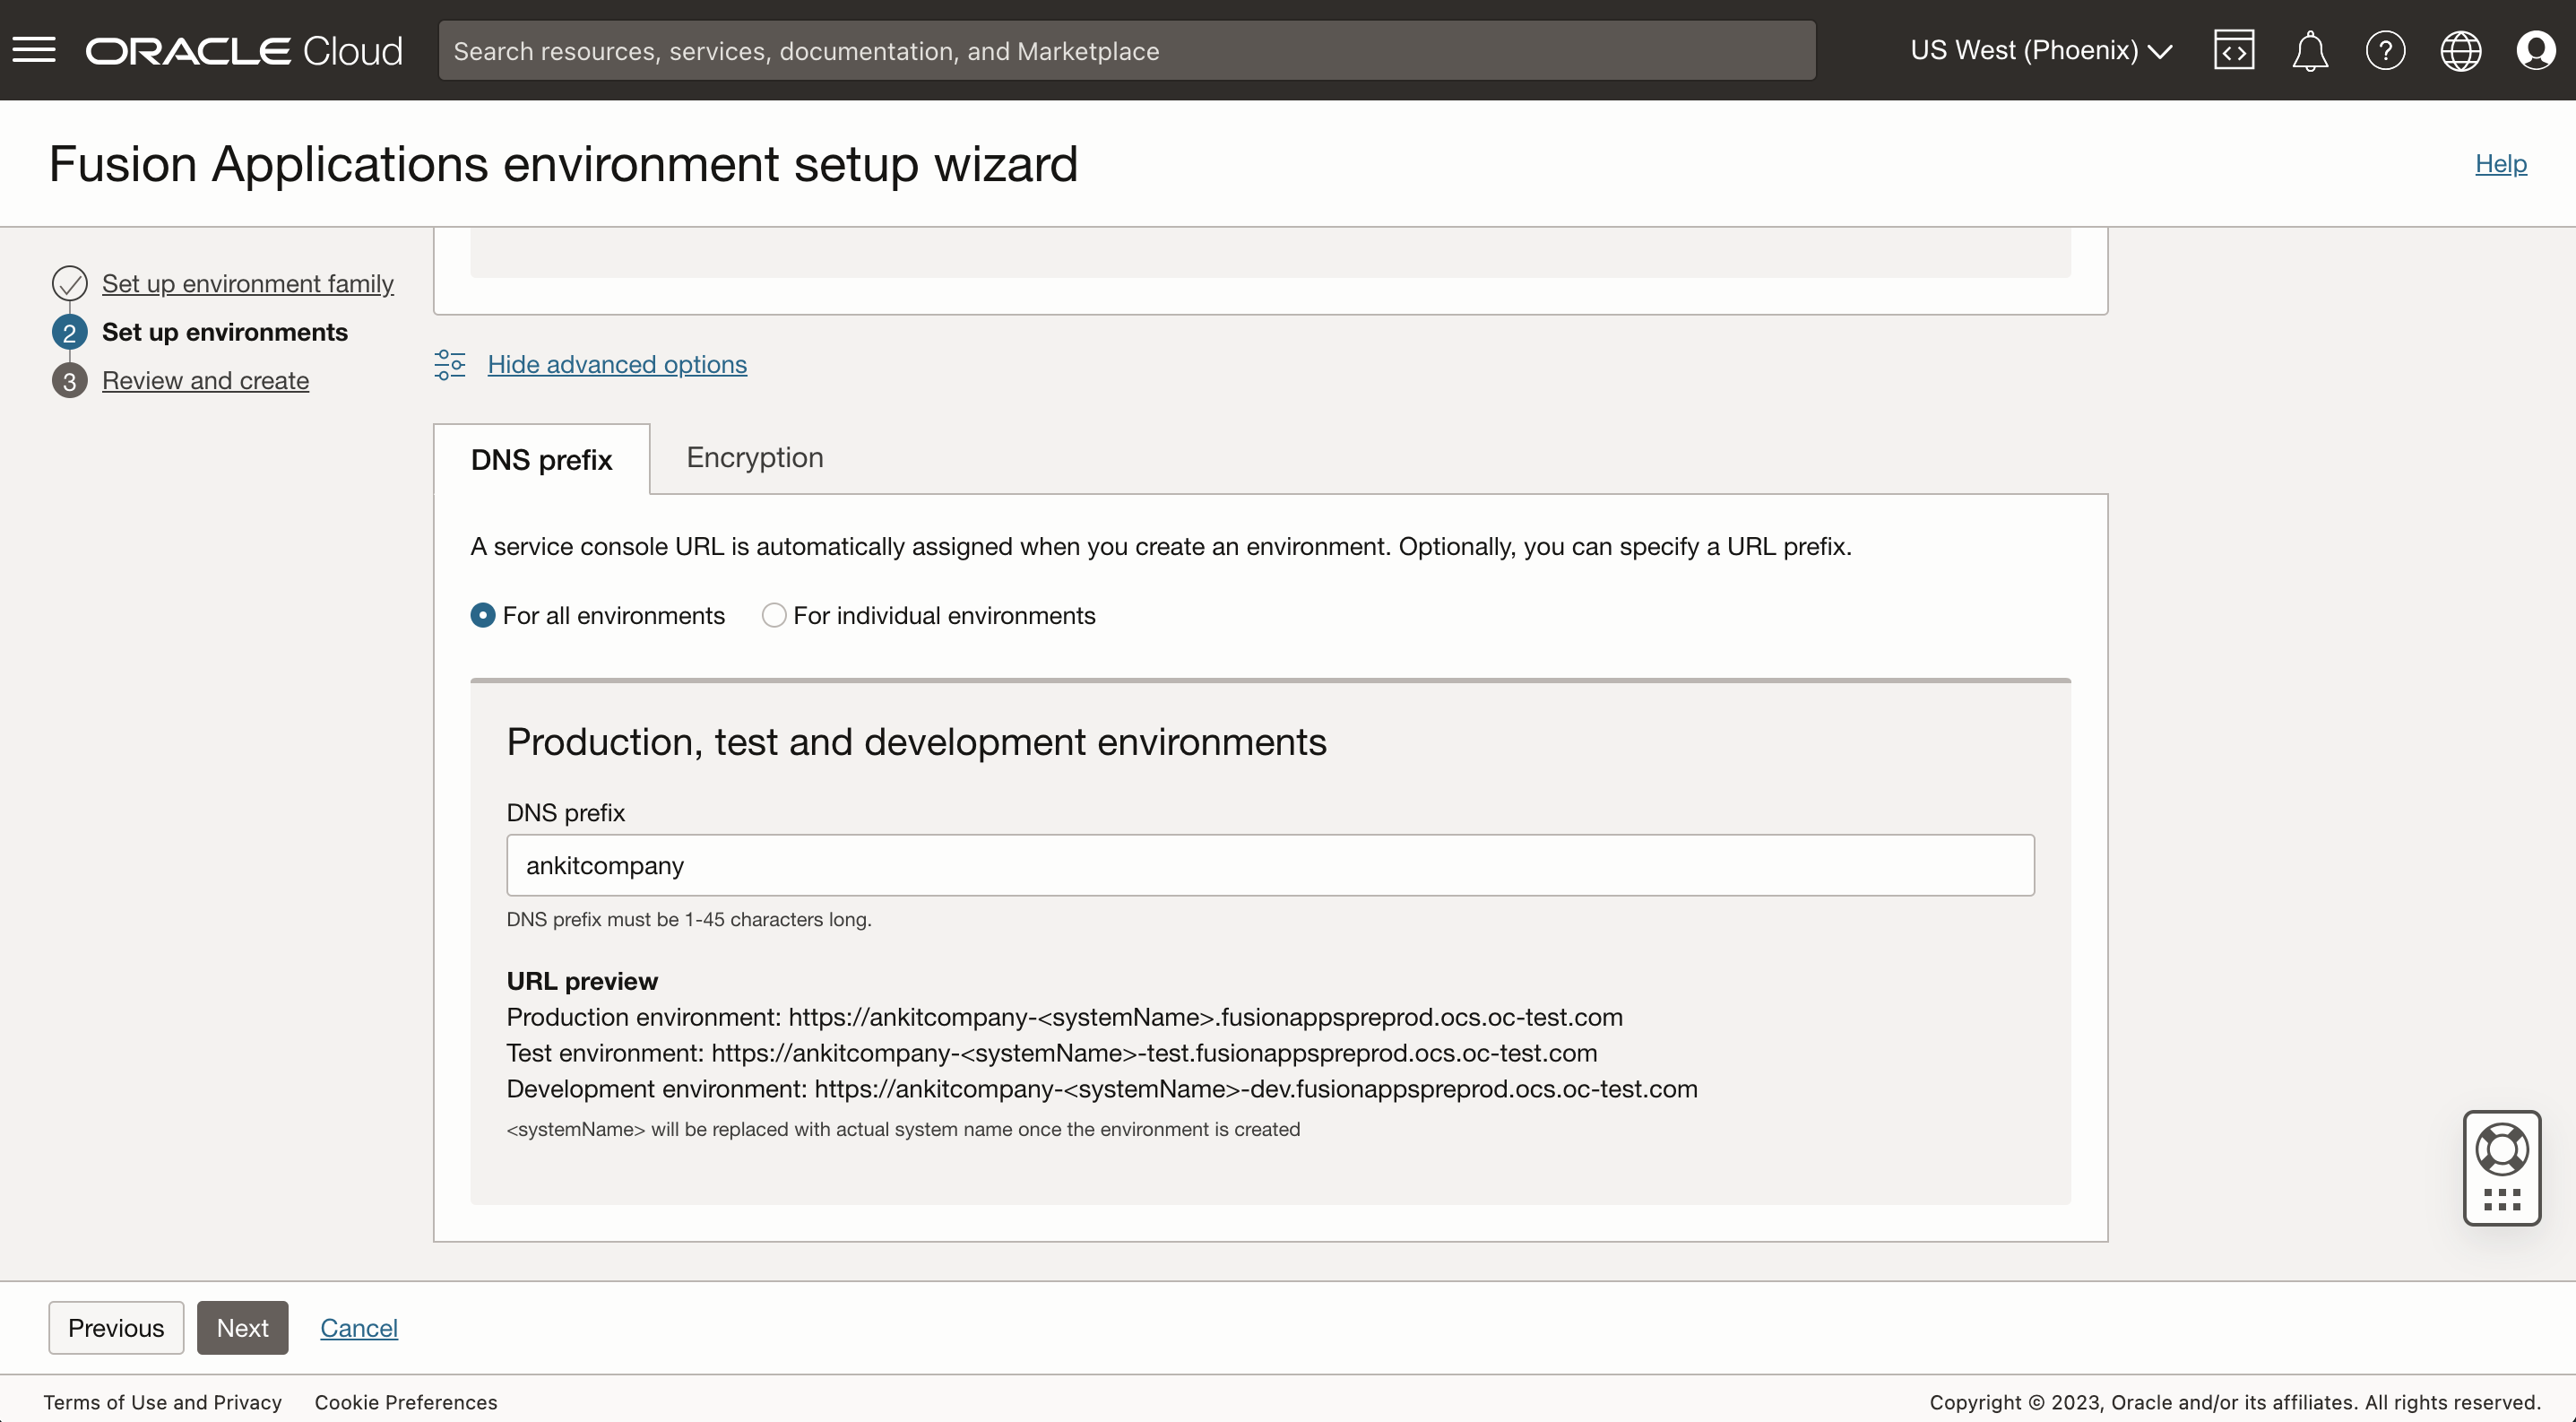 ORACLE Cloud
Search resources, services, documentation, and Marketplace
US West (Phoenix)
Fusion Applications environment setup wizard
Help
Set up environment family
2 Set up environments
3 Review and create
Hide advanced options
DNS prefix
Encryption
A service console URL is automatically assigned when you create an environment. Optionally, you can specify a URL prefix.
For all environments
For individual environments
Production, test and development environments
DNS prefix
ankitcompany
DNS prefix must be 1-45 characters long.
URL preview
Production environment: https://ankitcompany-<systemName>.fusionappspreprod.ocs.oc-test.com
Test environment: https://ankitcompany-<systemName>-test.fusionappspreprod.ocs.oc-test.com
Development environment: https://ankitcompany-<systemName>-dev.fusionappspreprod.ocs.oc-test.com
<systemName> will be replaced with actual system name once the environment is created
Previous
Next
Cancel
Terms of Use and Privacy
Cookie Preferences
Copyright © 2023, Oracle and/or its affiliates. All rights reserved.